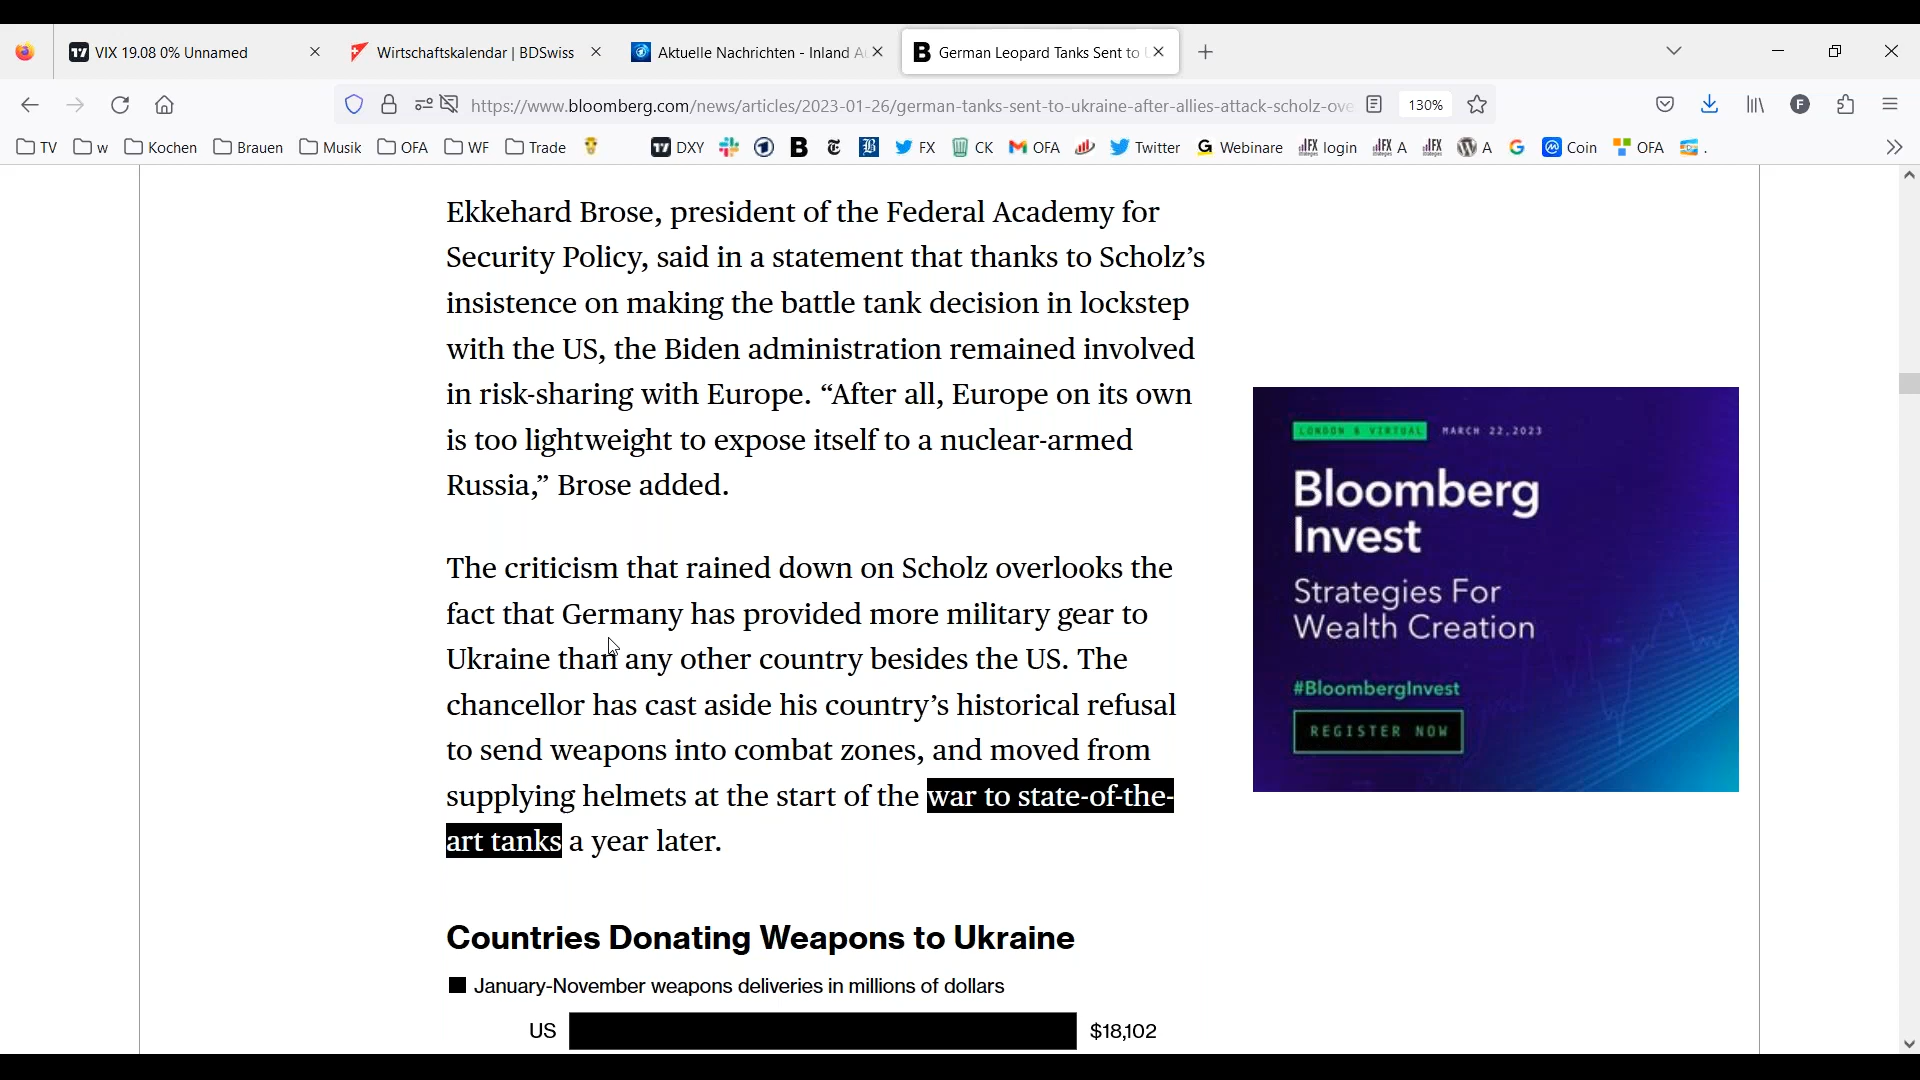 VIX 19.08 0% Unnamed
Wirtschaftskalendar | BDSwiss
Aktuelle Nachrichten - Inland A
B German Leopard Tanks Sent to
https://www.bloomberg.com/news/articles/2023-01-26/german-tanks-sent-to-ukraine-after-allies-attack-scholz-ove
130%
F
TV w Kochen Brauen Musik OFA WF Trade DXY B FX CK OFA Twitter G Webinare IFX login IFX A IFX A G Coin OFA .
Ekkehard Brose, president of the Federal Academy for
Security Policy, said in a statement that thanks to Scholz’s
insistence on making the battle tank decision in lockstep
with the US, the Biden administration remained involved
in risk-sharing with Europe. “After all, Europe on its own
is too lightweight to expose itself to a nuclear-armed
Russia,” Brose added.
The criticism that rained down on Scholz overlooks the
fact that Germany has provided more military gear to
Ukraine than any other country besides the US. The
chancellor has cast aside his country’s historical refusal
to send weapons into combat zones, and moved from
supplying helmets at the start of the war to state-of-the-
art tanks a year later.
Countries Donating Weapons to Ukraine
January-November weapons deliveries in millions of dollars
US $18,102
LONDON & VIRTUAL MARCH 22,2023
Bloomberg
Invest
Strategies For
Wealth Creation
#BloombergInvest
REGISTER NOW